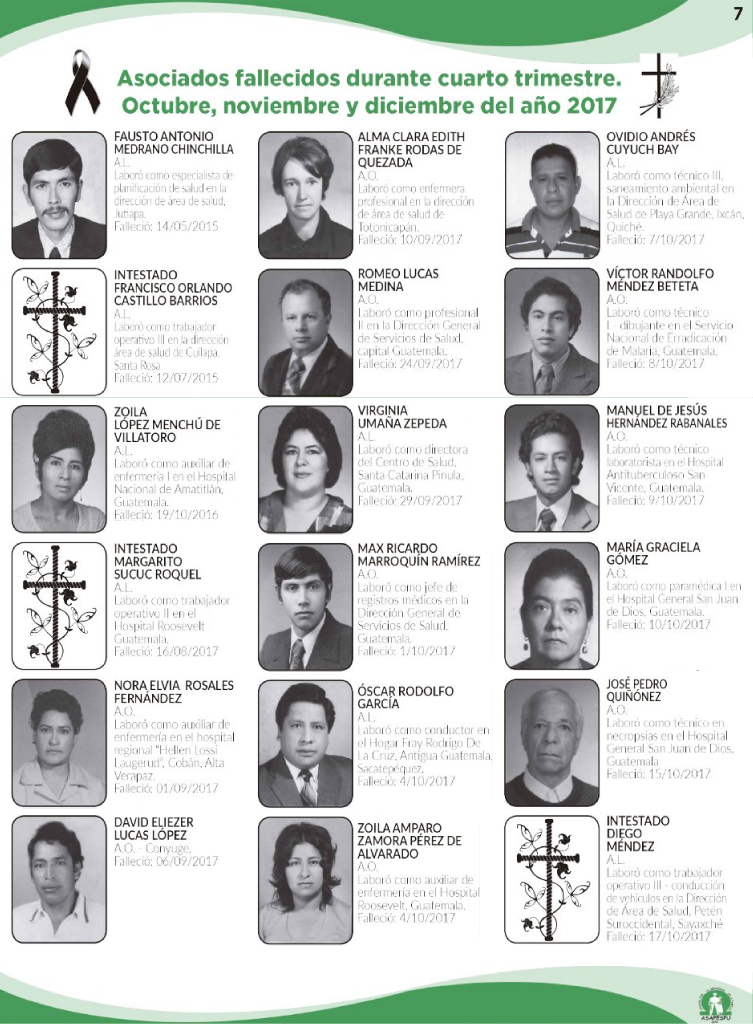 7
Asociados fallecidos durante cuarto trimestre.
Octubre, noviembre y diciembre del año 2017
FAUSTO ANTONIO
MEDRANO CHINCHILLA
A.L.
Laboró como especialista de
planificación de salud en la
dirección de área de salud,
Jutiapa.
Falleció: 14/05/2015
INTESTADO
FRANCISCO ORLANDO
CASTILLO BARRIOS
A.L.
Laboró como trabajador
operativo III en la dirección
área de salud de Cuilapa,
Santa Rosa
Falleció: 12/07/2015
ZOILA
LÓPEZ MENCHÚ DE
VILLATORO
A.L.
Laboró como auxiliar de
enfermería I en el Hospital
Nacional de Amatitlán,
Guatemala.
Falleció: 19/10/2016
INTESTADO
MARGARITO
SUCUC ROQUEL
A.L.
Laboró como trabajador
operativo II en el
Hospital Roosevelt
Guatemala.
Falleció: 16/08/2017
NORA ELVIA ROSALES
FERNÁNDEZ
A.O.
Laboró como auxiliar de
enfermería en el hospital
regional "Hellen Lossi
Laugerud", Cobán, Alta
Verapaz.
Falleció: 01/09/2017
DAVID ELIEZER
LUCAS LÓPEZ
A.O. - Conyuge.
Falleció: 06/09/2017
ALMA CLARA EDITH
FRANKE RODAS DE
QUEZADA
A.O.
Laboró como enfermera
profesional en la dirección
de área de salud de
Totonicapán.
Falleció: 10/09/2017
ROMEO LUCAS
MEDINA
A.O.
Laboró como profesional
II en la Dirección General
de Servicios de Salud,
capital Guatemala.
Falleció: 24/09/2017
VIRGINIA
UMAÑA ZEPEDA
A.L.
Laboró como directora
del Centro de Salud,
Santa Catarina Pinula,
Guatemala.
Falleció: 29/09/2017
MAX RICARDO
MARROQUÍN RAMÍREZ
A.O.
Laboró como jefe de
registros médicos en la
Dirección General de
Servicios de Salud,
Guatemala.
Falleció: 1/10/2017
ÓSCAR RODOLFO
GARCÍA
A.L.
Laboró como conductor en
el Hogar Fray Rodrigo De
La Cruz, Antigua Guatemala,
Sacatepéquez.
Falleció: 4/10/2017
ZOILA AMPARO
ZAMORA PÉREZ DE
ALVARADO
A.O.
Laboró como auxiliar de
enfermería en el Hospital
Roosevelt, Guatemala.
Falleció: 4/10/2017
OVIDIO ANDRÉS
CUYUCH BAY
A.L.
Laboró como técnico III,
saneamiento ambiental en
la Dirección de Área de
Salud de Playa Grande, Ixcán,
Quiché.
Falleció: 7/10/2017
VÍCTOR RANDOLFO
MÉNDEZ BETETA
A.O.
Laboró como técnico
I - dibujante en el Servicio
Nacional de Erradicación
de Malaria, Guatemala.
Falleció: 8/10/2017
MANUEL DE JESÚS
HERNÁNDEZ RABANALES
A.O.
Laboró como técnico
laboratorista en el Hospital
Antituberculoso San
Vicente, Guatemala.
Falleció: 9/10/2017
MARÍA GRACIELA
GÓMEZ
A.O.
Laboró como paramédica I en
el Hospital General San Juan
de Dios, Guatemala.
Falleció: 10/10/2017
JOSÉ PEDRO
QUIÑÓNEZ
A.O.
Laboró como técnico en
necropsias en el Hospital
General San Juan de Dios,
Guatemala
Falleció: 15/10/2017
INTESTADO
DIEGO
MÉNDEZ
A.L.
Laboró como trabajador
operativo III - conducción
de vehículos en la Dirección
de Área de Salud, Petén
Suroccidental, Sayaxché
Falleció: 17/10/2017